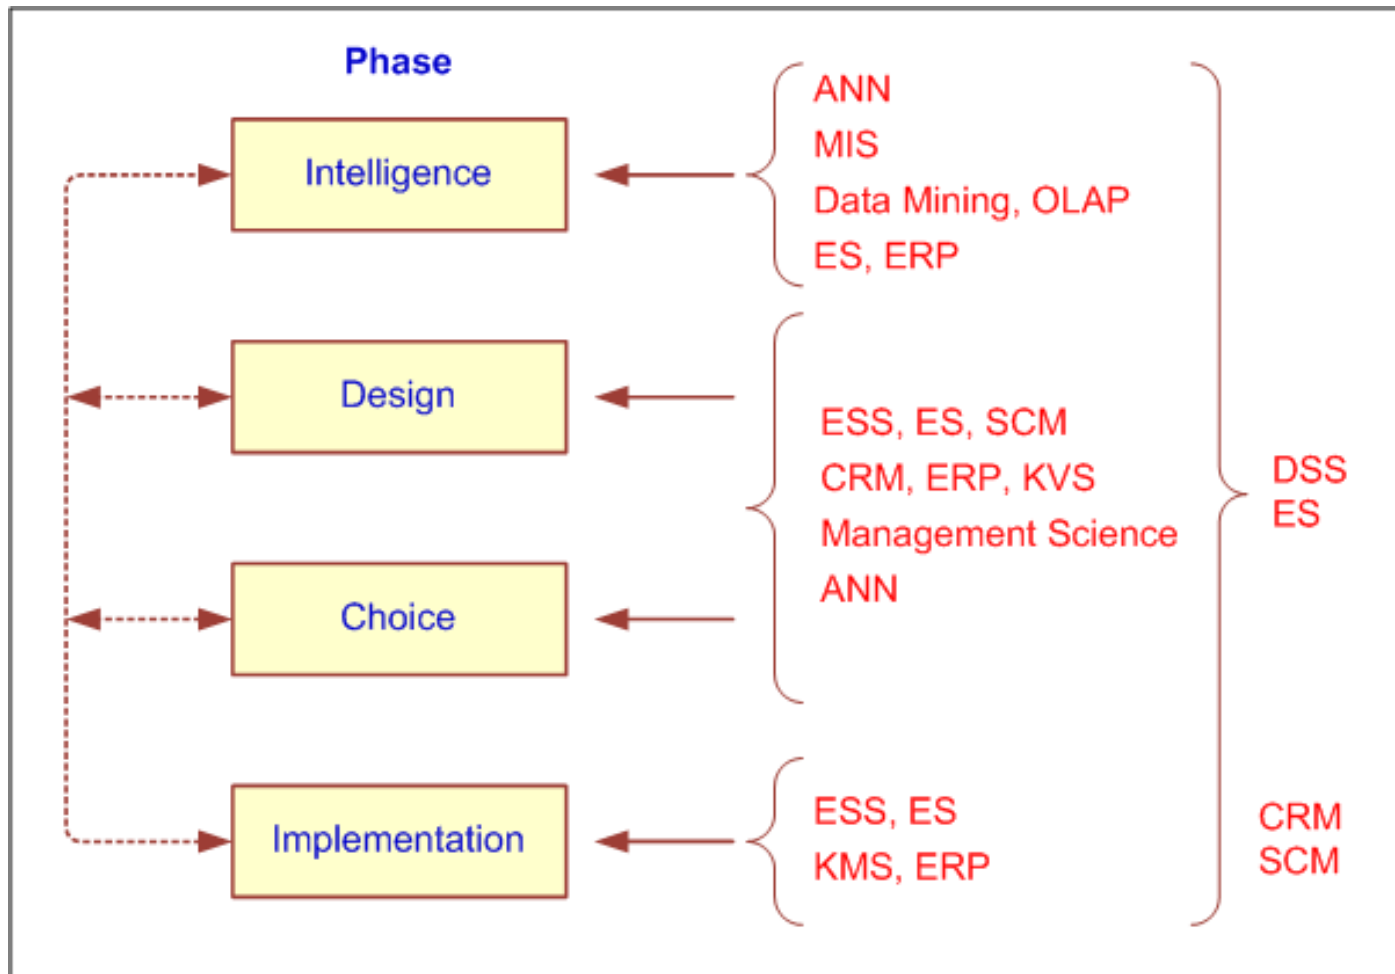 Phase
Intelligence
ANN
MIS
Data Mining, OLAP
ES, ERP
Design
Choice
ESS, ES, SCM
CRM, ERP, KVS
Management Science
ANN
DSS
ES
Implementation
ESS, ES
KMS, ERP
CRM
SCM